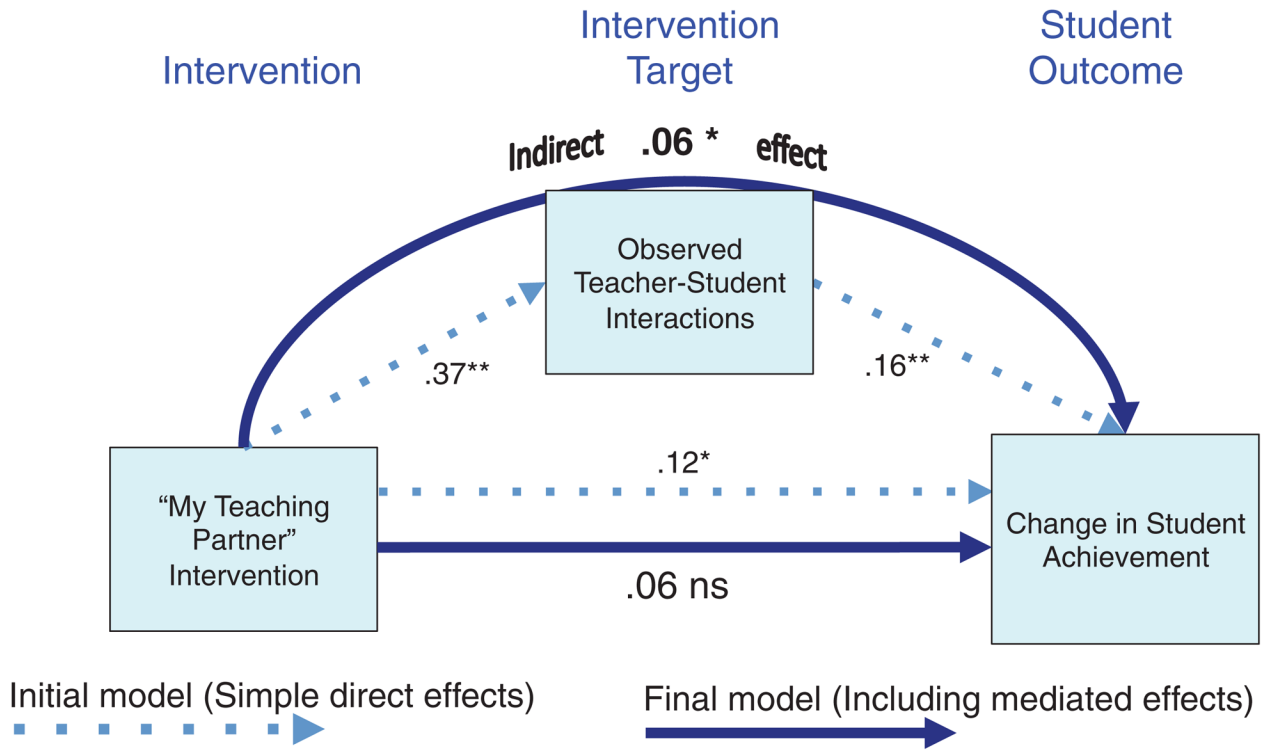 Intervention
Intervention
Target
Student
Outcome
Indirect .06 * effect
Observed
Teacher-Student
Interactions
.37**
.16**
.12*
“My Teaching
Partner”
Intervention
Change in Student
Achievement
.06 ns
Initial model (Simple direct effects)
Final model (Including mediated effects)